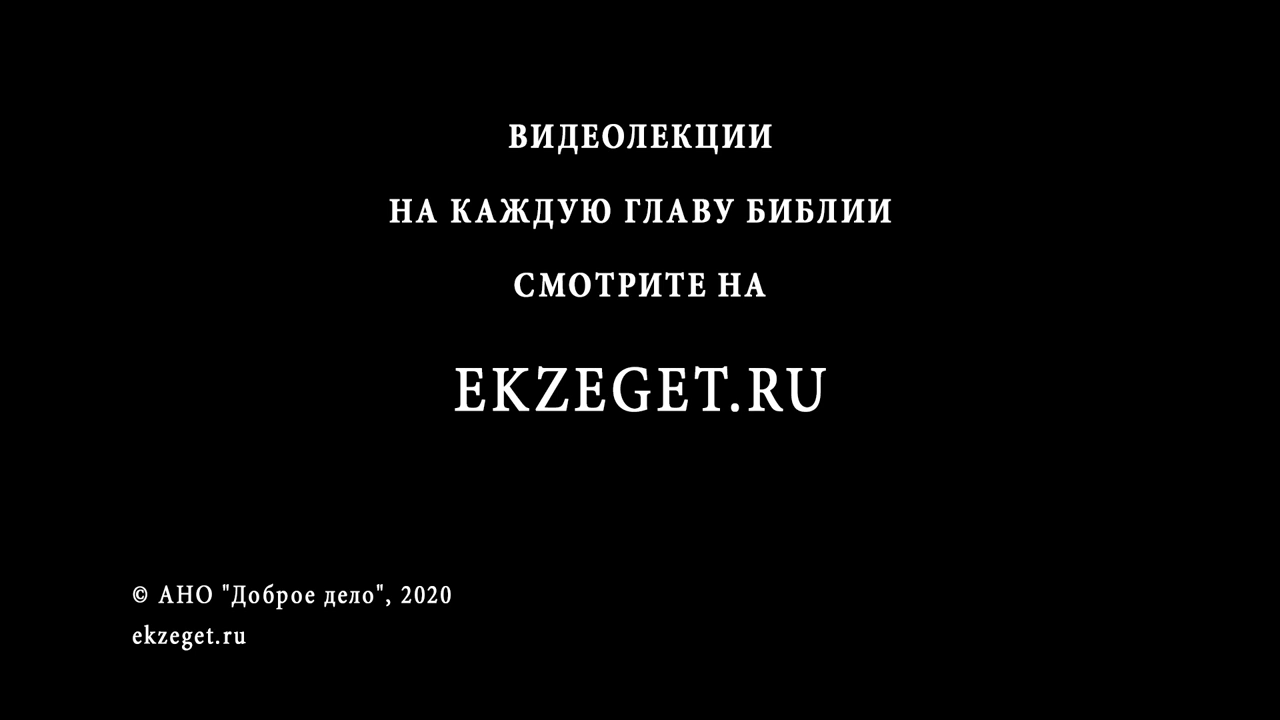 ВИДЕОЛЕКЦИИ
НА КАЖДУЮ ГЛАВУ БИБЛИИ
СМОТРИТЕ НА
EKZEGET.RU
© АНО "Доброе дело", 2020
ekzeget.ru